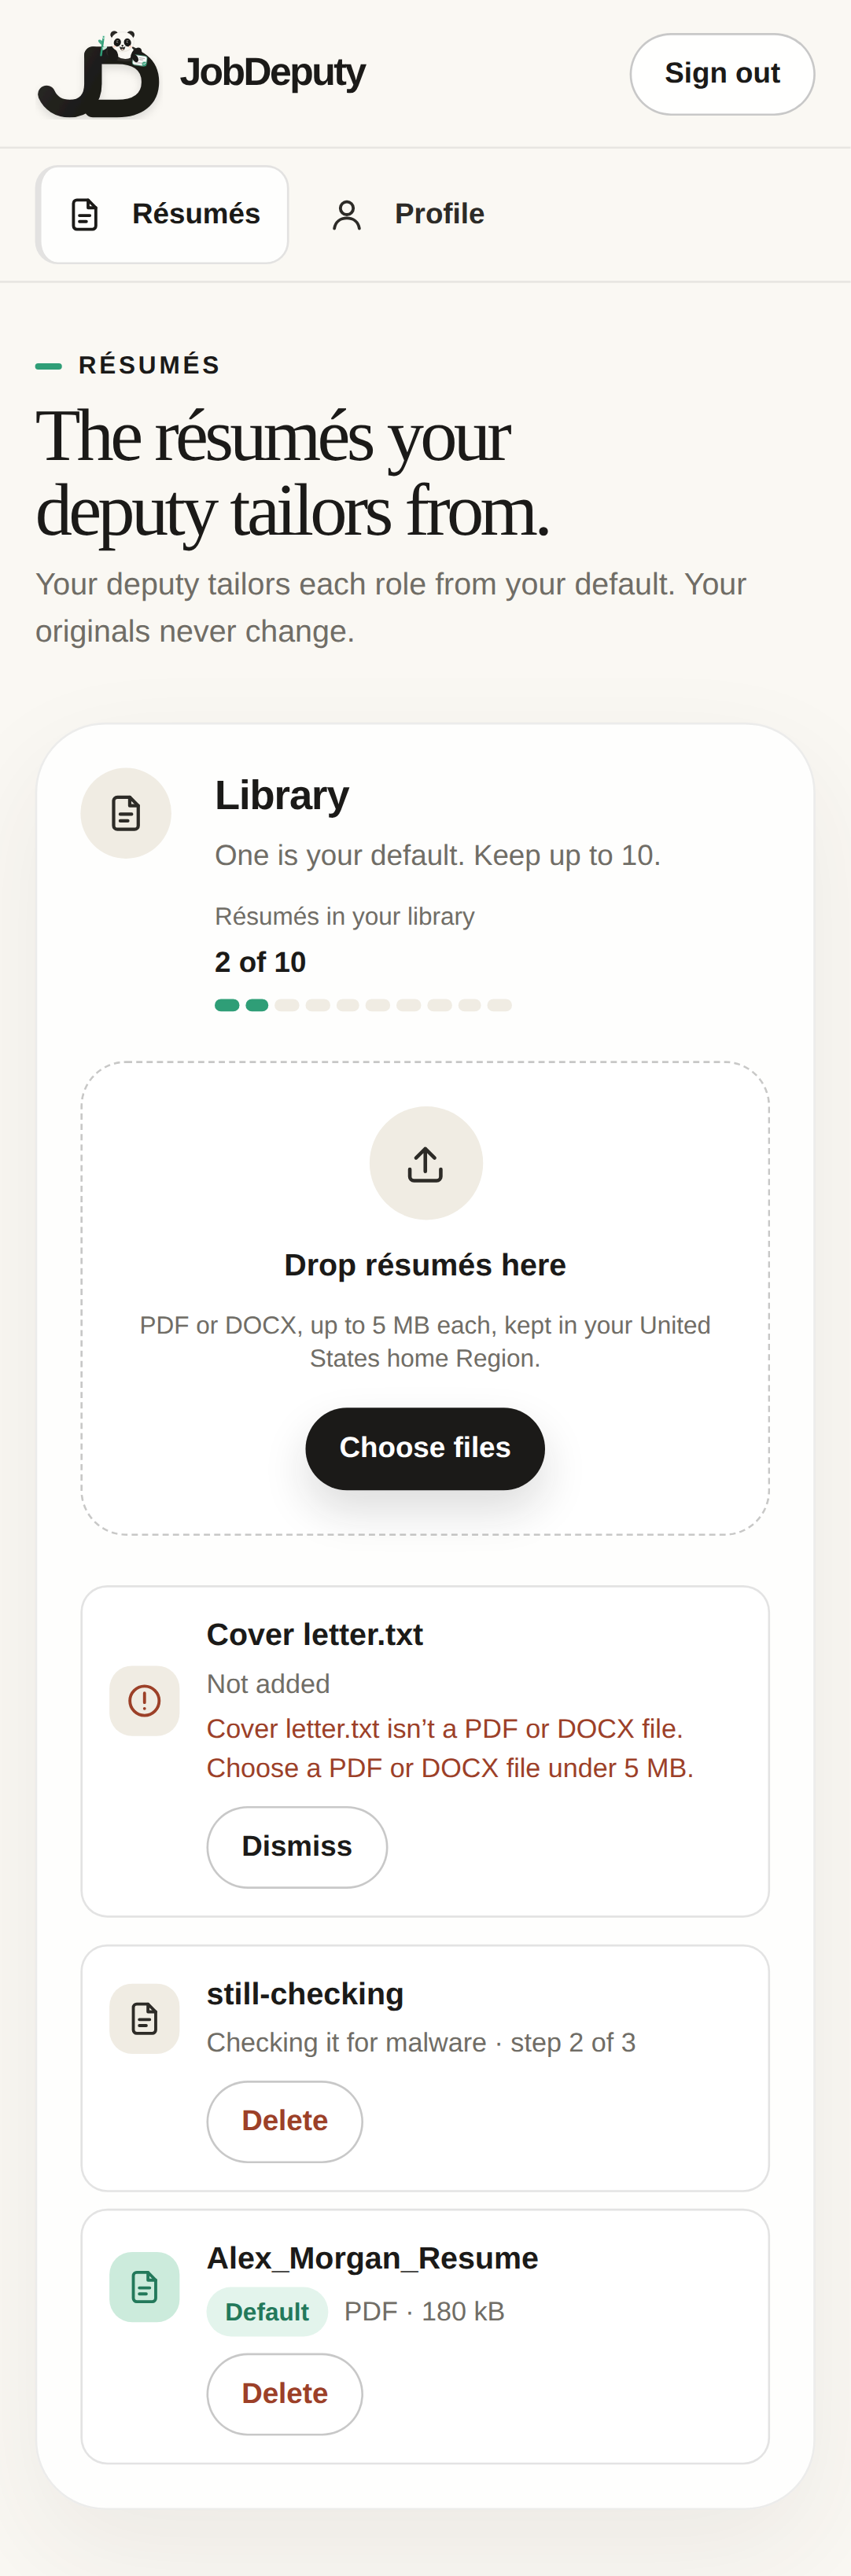 JD JobDeputy
Sign out
Résumés
Profile
RÉSUMÉS
The résumés your
deputy tailors from.
Your deputy tailors each role from your default. Your
originals never change.
Library
One is your default. Keep up to 10.
Résumés in your library
2 of 10
Drop résumés here
PDF or DOCX, up to 5 MB each, kept in your United
States home Region.
Choose files
Cover letter.txt
Not added
Cover letter.txt isn’t a PDF or DOCX file.
Choose a PDF or DOCX file under 5 MB.
Dismiss
still-checking
Checking it for malware · step 2 of 3
Delete
Alex_Morgan_Resume
Default PDF · 180 kB
Delete